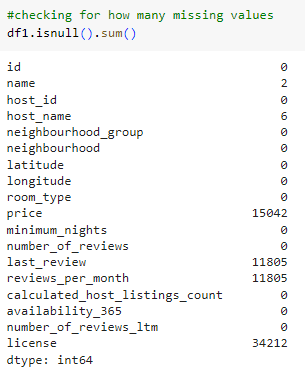 #checking for how many missing values
df1.isnull().sum()
id 0
name 2
host_id 0
host_name 6
neighbourhood_group 0
neighbourhood 0
latitude 0
longitude 0
room_type 0
price 15042
minimum_nights 0
number_of_reviews 0
last_review 11805
reviews_per_month 11805
calculated_host_listings_count 0
availability_365 0
number_of_reviews_ltm 0
license 34212
dtype: int64